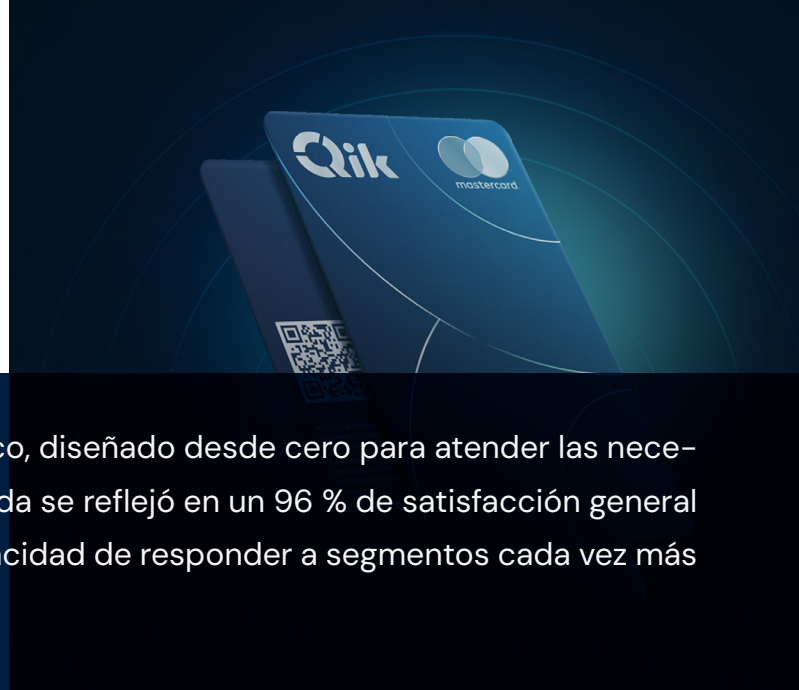 Qik
mastercard
co, diseñado desde cero para atender las nece-
da se reflejó en un 96 % de satisfacción general
acidad de responder a segmentos cada vez más